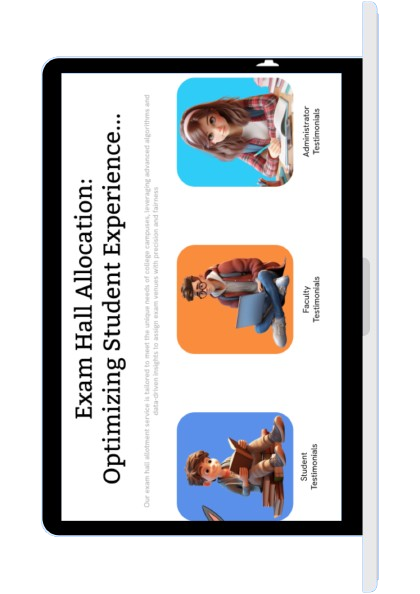 Exam Hall Allocation:
Optimizing Student Experience...
Our exam hall allotment service is tailored to meet the unique needs of college campuses, leveraging advanced algorithms and
data-driven insights to assign exam venues with precision and fairness
Student
Testimonials
Faculty
Testimonials
Administrator
Testimonials